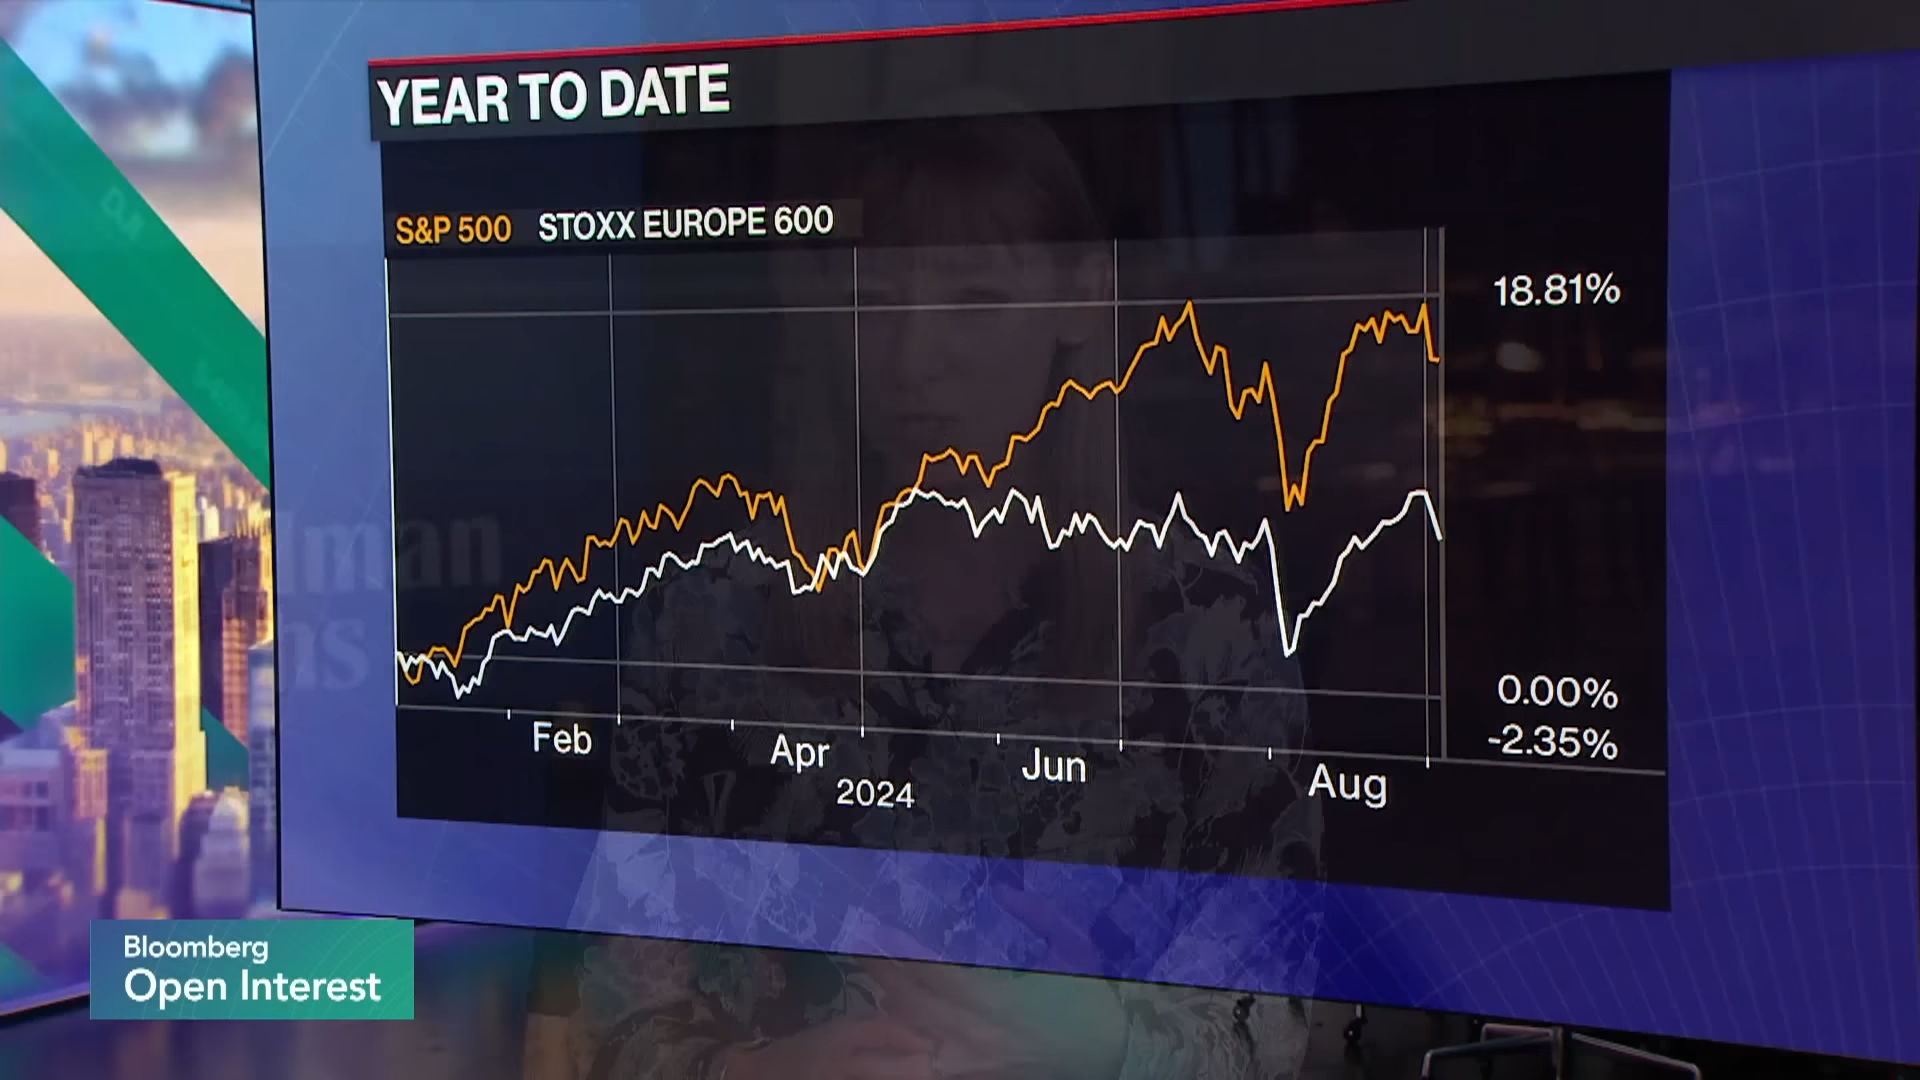 YEAR TO DATE
S&P 500 STOXX EUROPE 600
18.81%
0.00%
-2.35%
Feb
Apr
Jun
Aug
2024
Bloomberg
Open Interest